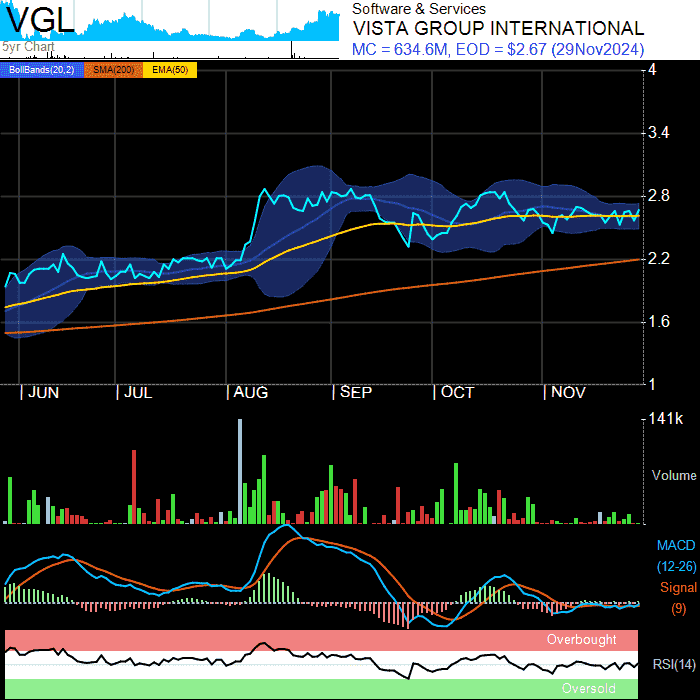 VGL
5yr Chart
Software & Services
VISTA GROUP INTERNATIONAL
MC = 634.6M, EOD = $2.67 (29Nov2024)
BollBands(20,2) SMA(200) EMA(50)
4
3.4
2.8
2.2
1.6
1
JUN JUL AUG SEP OCT NOV
141k
Volume
MACD
(12-26)
Signal
(9)
Overbought
RSI(14)
Oversold